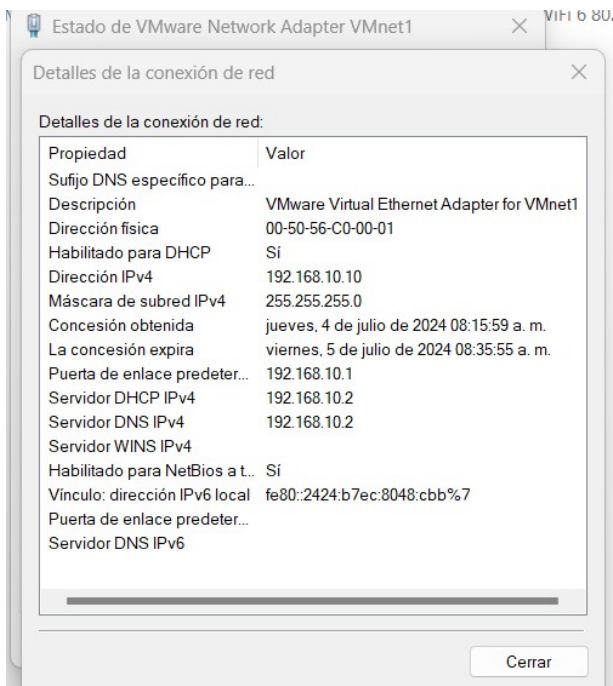 Estado de VMware Network Adapter VMnet1
WiFi 6 80
Detalles de la conexión de red
Detalles de la conexión de red:
Propiedad Valor
Sufijo DNS específico para...
Descripción VMware Virtual Ethernet Adapter for VMnet1
Dirección física 00-50-56-C0-00-01
Habilitado para DHCP Sí
Dirección IPv4 192.168.10.10
Máscara de subred IPv4 255.255.255.0
Concesión obtenida jueves, 4 de julio de 2024 08:15:59 a. m.
La concesión expira viernes, 5 de julio de 2024 08:35:55 a. m.
Puerta de enlace predeter... 192.168.10.1
Servidor DHCP IPv4 192.168.10.2
Servidor DNS IPv4 192.168.10.2
Servidor WINS IPv4
Habilitado para NetBios a t... Sí
Vínculo: dirección IPv6 local fe80::2424:b7ec:8048:cbb%7
Puerta de enlace predeter...
Servidor DNS IPv6
Cerrar